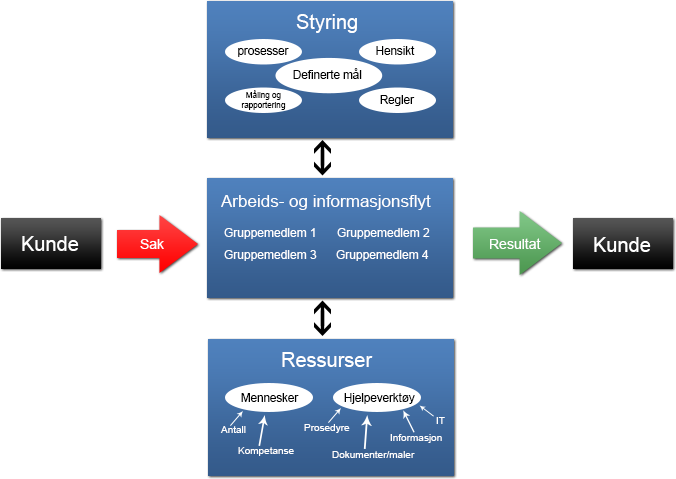 Styring
prosesser
Hensikt
Definerte mål
Måling og
rapportering
Regler
Arbeids- og informasjonsflyt
Gruppemedlem 1
Gruppemedlem 2
Gruppemedlem 3
Gruppemedlem 4
Kunde
Sak
Resultat
Kunde
Ressurser
Mennesker
Hjelpeverktøy
Antall
Kompetanse
Prosedyre
Dokumenter/maler
Informasjon
IT